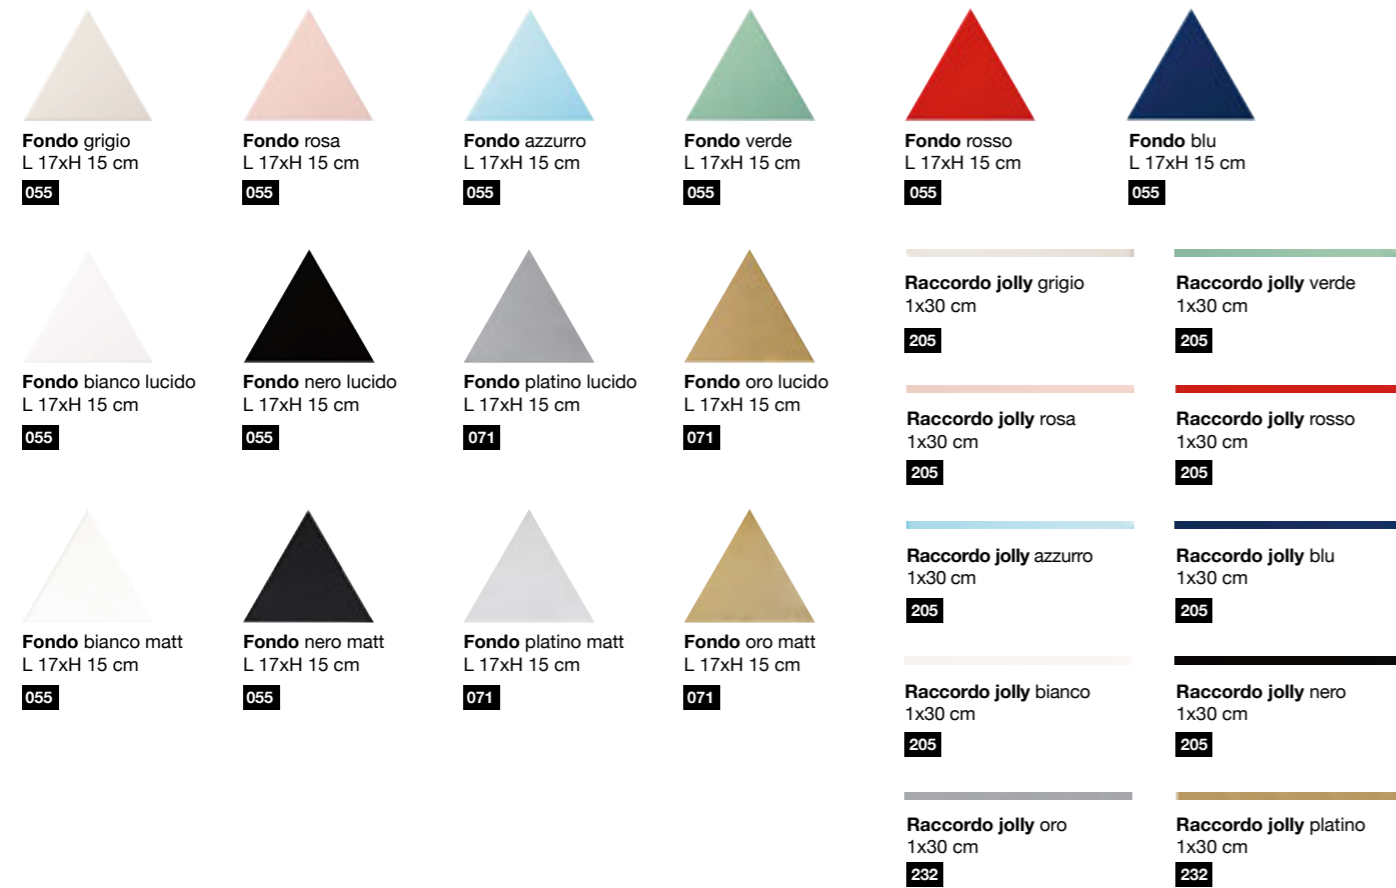 Fondo grigio
L 17xH 15 cm
055
Fondo rosa
L 17xH 15 cm
055
Fondo azzurro
L 17xH 15 cm
055
Fondo verde
L 17xH 15 cm
055
Fondo rosso
L 17xH 15 cm
055
Fondo blu
L 17xH 15 cm
055
Fondo bianco lucido
L 17xH 15 cm
055
Fondo nero lucido
L 17xH 15 cm
055
Fondo platino lucido
L 17xH 15 cm
071
Fondo oro lucido
L 17xH 15 cm
071
Fondo bianco matt
L 17xH 15 cm
055
Fondo nero matt
L 17xH 15 cm
055
Fondo platino matt
L 17xH 15 cm
071
Fondo oro matt
L 17xH 15 cm
071
Raccordo jolly grigio
1x30 cm
205
Raccordo jolly verde
1x30 cm
205
Raccordo jolly rosa
1x30 cm
205
Raccordo jolly rosso
1x30 cm
205
Raccordo jolly azzurro
1x30 cm
205
Raccordo jolly blu
1x30 cm
205
Raccordo jolly bianco
1x30 cm
205
Raccordo jolly nero
1x30 cm
205
Raccordo jolly oro
1x30 cm
232
Raccordo jolly platino
1x30 cm
232